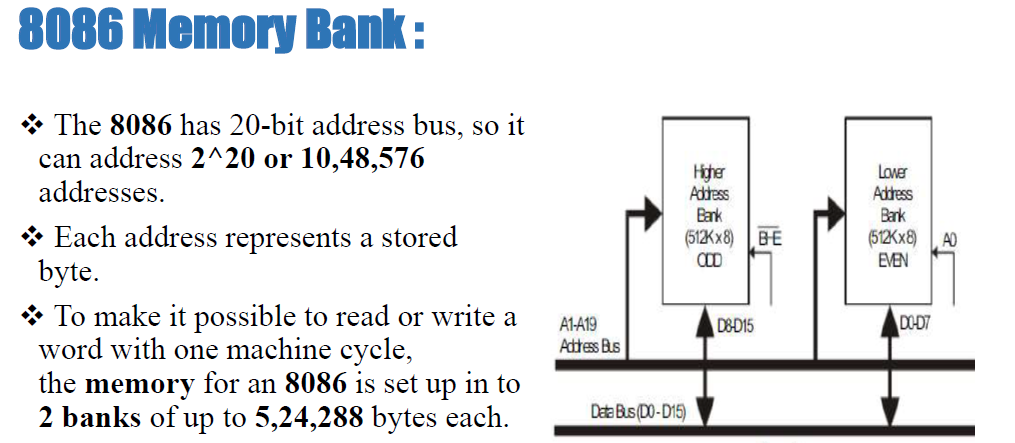 8086 Memory Bank :
❖ The 8086 has 20-bit address bus, so it
can address 2^20 or 10,48,576
addresses.
❖ Each address represents a stored
byte.
❖ To make it possible to read or write a
word with one machine cycle,
the memory for an 8086 is set up in to
2 banks of up to 5,24,288 bytes each.
Higher
Address
Bank
(512K x 8)
ODD
BHE
Lower
Address
Bank
(512K x 8)
EVEN
A0
A1-A19
Address Bus
D8-D15
D0-D7
Data Bus (D0 - D15)